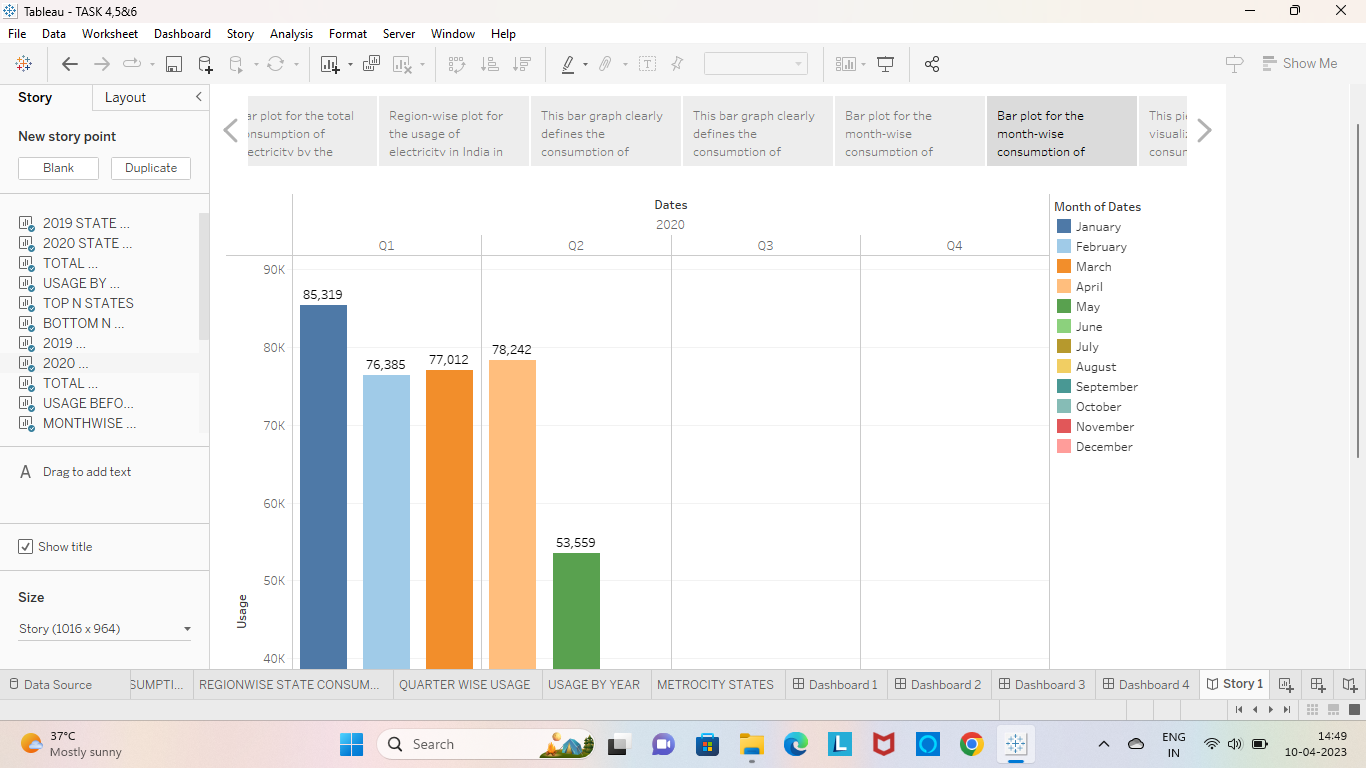 Tableau - TASK 4,5&6
File Data Worksheet Dashboard Story Analysis Format Server Window Help
Show Me
Story Layout
New story point
Blank Duplicate
2019 STATE ...
2020 STATE ...
TOTAL ...
USAGE BY ...
TOP N STATES
BOTTOM N ...
2019 ...
2020 ...
TOTAL ...
USAGE BEFO...
MONTHWISE ...
A Drag to add text
Show title
Size
Story (1016 x 964)
ar plot for the total
onsumption of
ectricity by the
Region-wise plot for
the usage of
electricity in India in
This bar graph clearly
defines the
consumption of
This bar graph clearly
defines the
consumption of
Bar plot for the
month-wise
consumption of
Bar plot for the
month-wise
consumption of
This pie
visuali
consum
Dates
2020
Q1 Q2 Q3 Q4
90K
80K
70K
60K
50K
40K
Usage
85,319
76,385
77,012
78,242
53,559
Month of Dates
January
February
March
April
May
June
July
August
September
October
November
December
Data Source SUMPTI... REGIONWISE STATE CONSUM... QUARTER WISE USAGE USAGE BY YEAR METROCITY STATES Dashboard 1 Dashboard 2 Dashboard 3 Dashboard 4 Story 1
37°C
Mostly sunny
Search
L
ENG
IN
14:49
10-04-2023